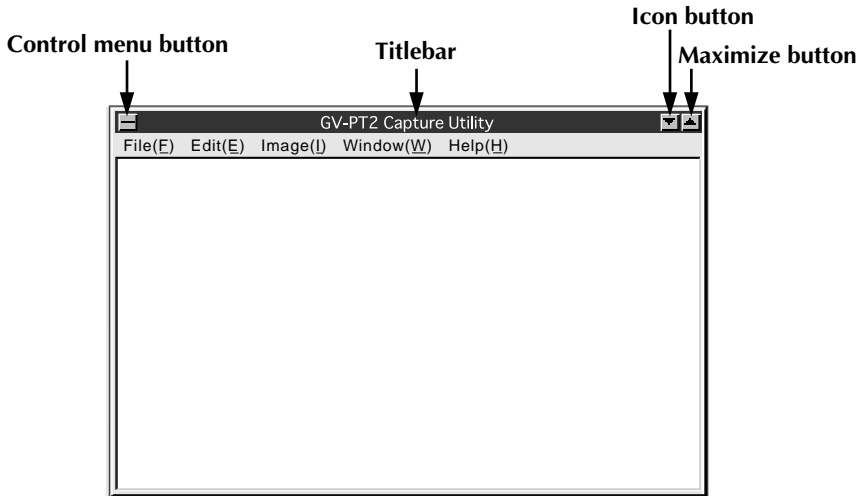 Icon button
Control menu button
Titlebar
Maximize button
GV-PT2 Capture Utility
File(F) Edit(E) Image(I) Window(W) Help(H)